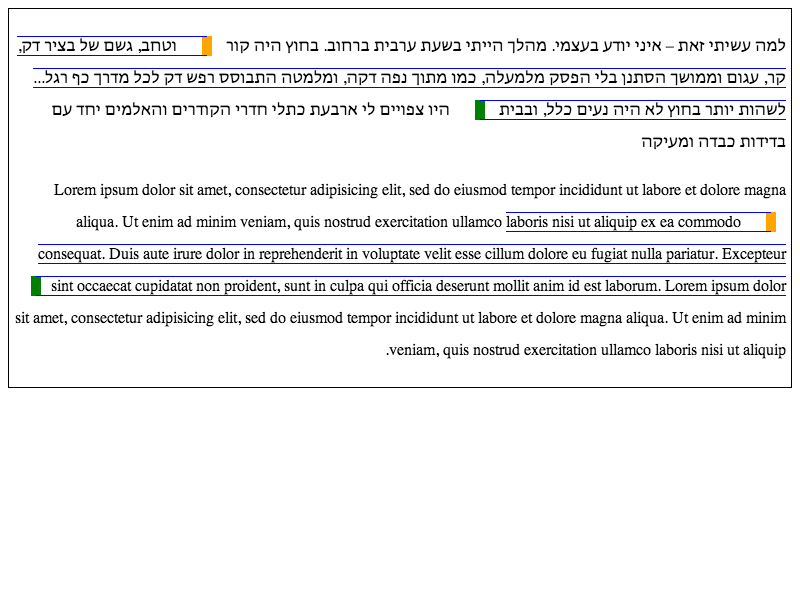 למה עשיתי זאת – איני יודע בעצמי. מהלך הייתי בשעת ערבית ברחוב. בחוץ היה קור וטחב, גשם של בציר דק,
קר, עגום וממושך הסתנן בלי הפסק מלמעלה, כמו מתוך נפה דקה, ומלמטה התבוסס רפש דק לכל מדרך כף רגל...
לשהות יותר בחוץ לא היה נעים כלל, ובבית היו צפויים לי ארבעת כתלי חדרי הקודרים והאלמים יחד עם
בדידות כבדה ומעיקה
Lorem ipsum dolor sit amet, consectetur adipisicing elit, sed do eiusmod tempor incididunt ut labore et dolore magna
aliqua. Ut enim ad minim veniam, quis nostrud exercitation ullamco laboris nisi ut aliquip ex ea commodo
consequat. Duis aute irure dolor in reprehenderit in voluptate velit esse cillum dolore eu fugiat nulla pariatur. Excepteur
sint occaecat cupidatat non proident, sunt in culpa qui officia deserunt mollit anim id est laborum. Lorem ipsum dolor
sit amet, consectetur adipisicing elit, sed do eiusmod tempor incididunt ut labore et dolore magna aliqua. Ut enim ad minim
.veniam, quis nostrud exercitation ullamco laboris nisi ut aliquip